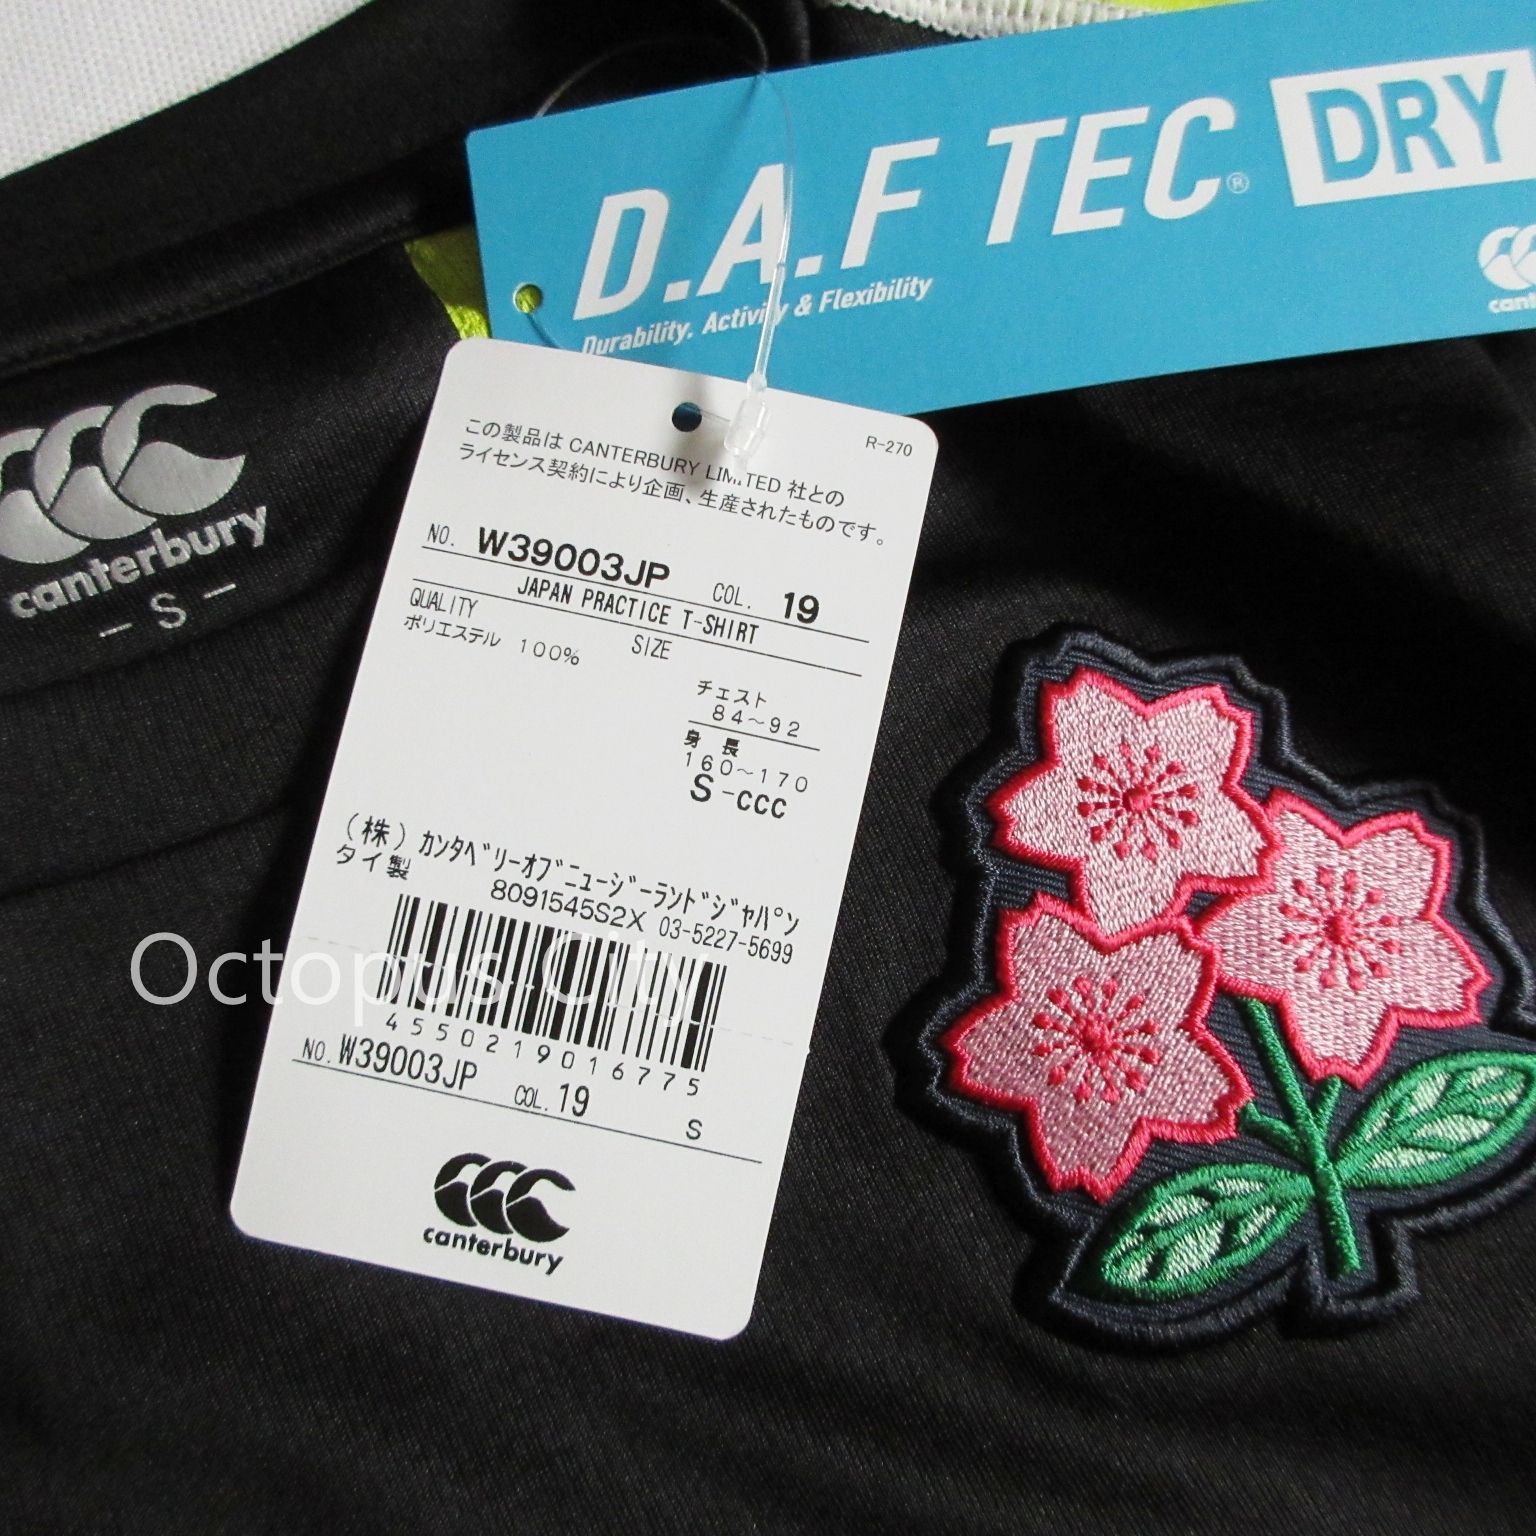 D.A.F TEC® DRY
Durability. Activity & Flexibility
canterbury
- S -
R-270
この製品は CANTERBURY LIMITED 社との
ライセンス契約により企画、生産されたものです。
NO. W39003JP COL. 19
JAPAN PRACTICE T-SHIRT
QUALITY SIZE
ポリエステル 100%
チェスト
84~92
身 長
160~170
S -CCC
(株) カンタベリーオブニュージーランドジャパン
タイ製
8091545S2X 03-5227-5699
Octopus City
4550219016775
NO. W39003JP COL. 19 S
canterbury